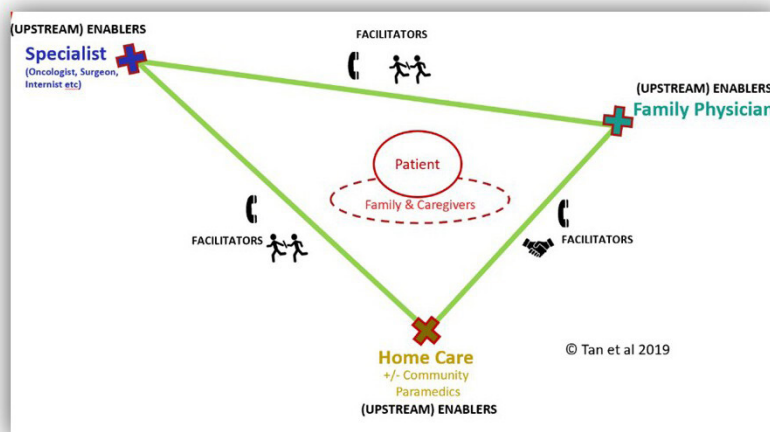 (UPSTREAM) ENABLERS
Specialist
(Oncologist, Surgeon,
Internist etc)
FACILITATORS
(UPSTREAM) ENABLERS
Family Physician
Patient
Family & Caregivers
FACILITATORS
FACILITATORS
Home Care
+/- Community
Paramedics
(UPSTREAM) ENABLERS
© Tan et al 2019